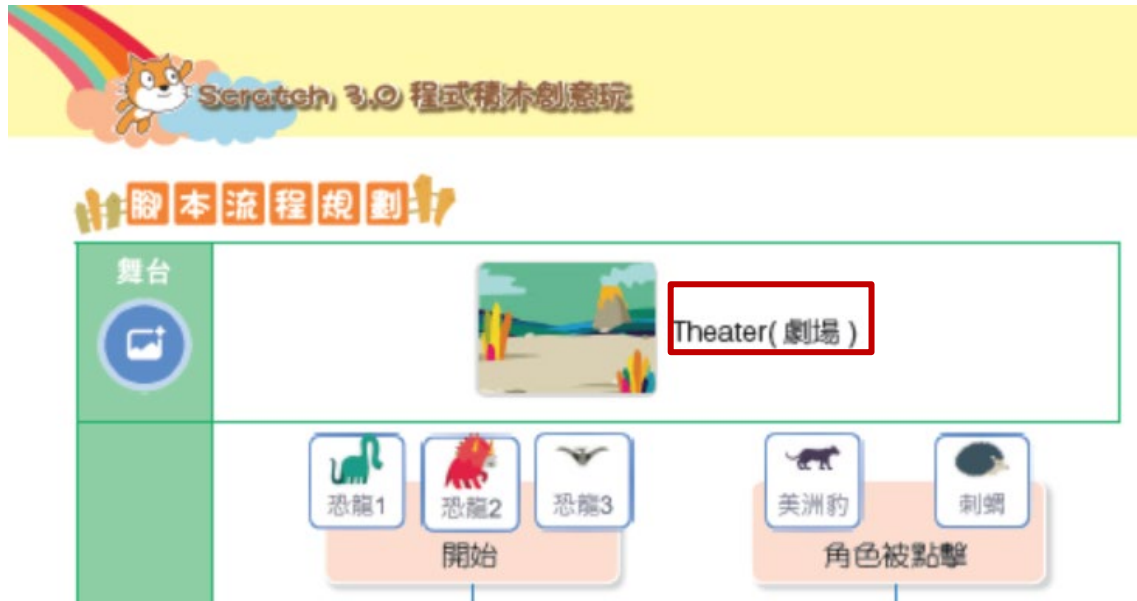 Scratch 3.0 程式積木創意玩
腳本流程規劃
舞台
Theater( 劇場 )
恐龍1
恐龍2
恐龍3
美洲豹
刺蝟
開始
角色被點擊